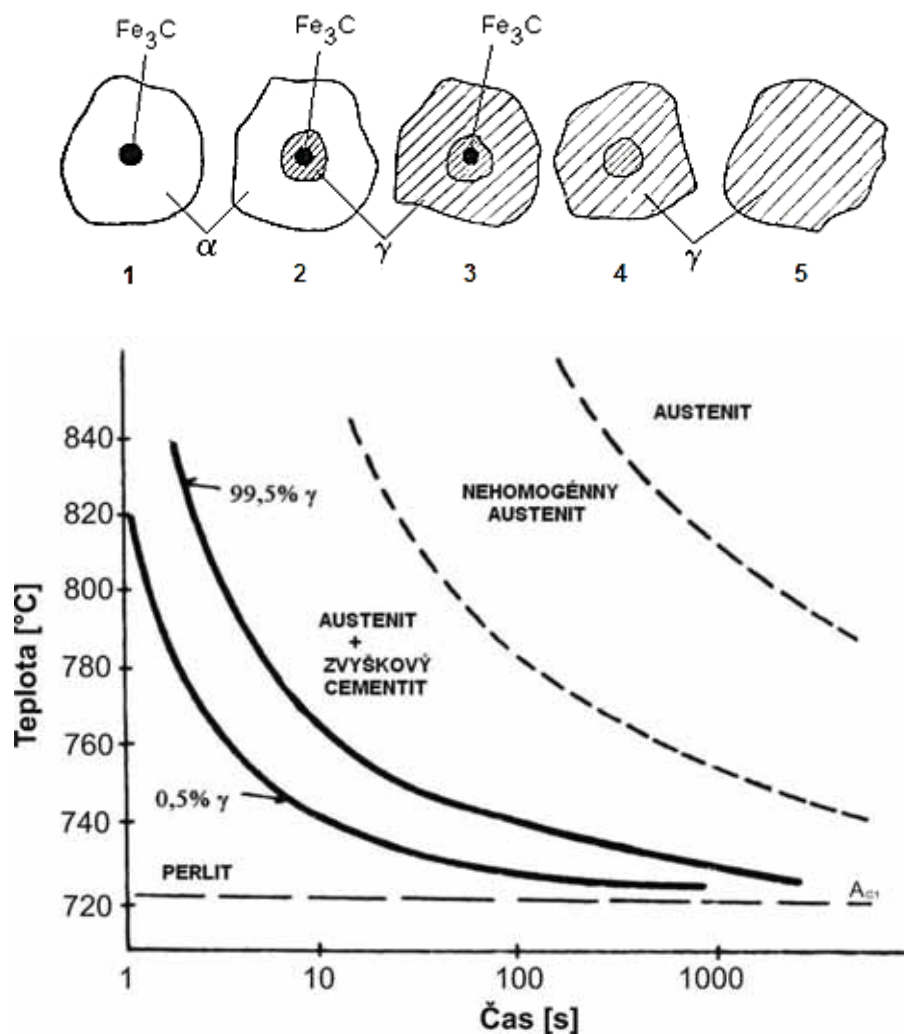 Fe3C Fe3C Fe3C
α γ γ
1 2 3 4 5
Teplota [°C]
840
820
800
780
760
740
720
99,5% γ
0,5% γ
PERLIT
AUSTENIT
+
ZVYŠKOVÝ
CEMENTIT
NEHOMOGÉNNY
AUSTENIT
AUSTENIT
Ac1
1 10 100 1000
Čas [s]